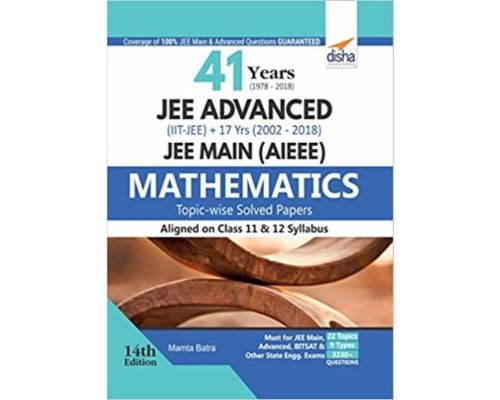 Coverage of 100% JEE Main & Advanced Questions GUARANTEED
disha
41 Years
(1978 - 2018)
JEE ADVANCED
(IIT-JEE) + 17 Yrs (2002 - 2018)
JEE MAIN (AIEEE)
MATHEMATICS
Topic-wise Solved Papers
Aligned on Class 11 & 12 Syllabus
14th
Edition
Mamta Batra
Must for JEE Main,
Advanced, BITSAT &
Other State Engg. Exams
22 Topics
9 Types
3230+
QUESTIONS